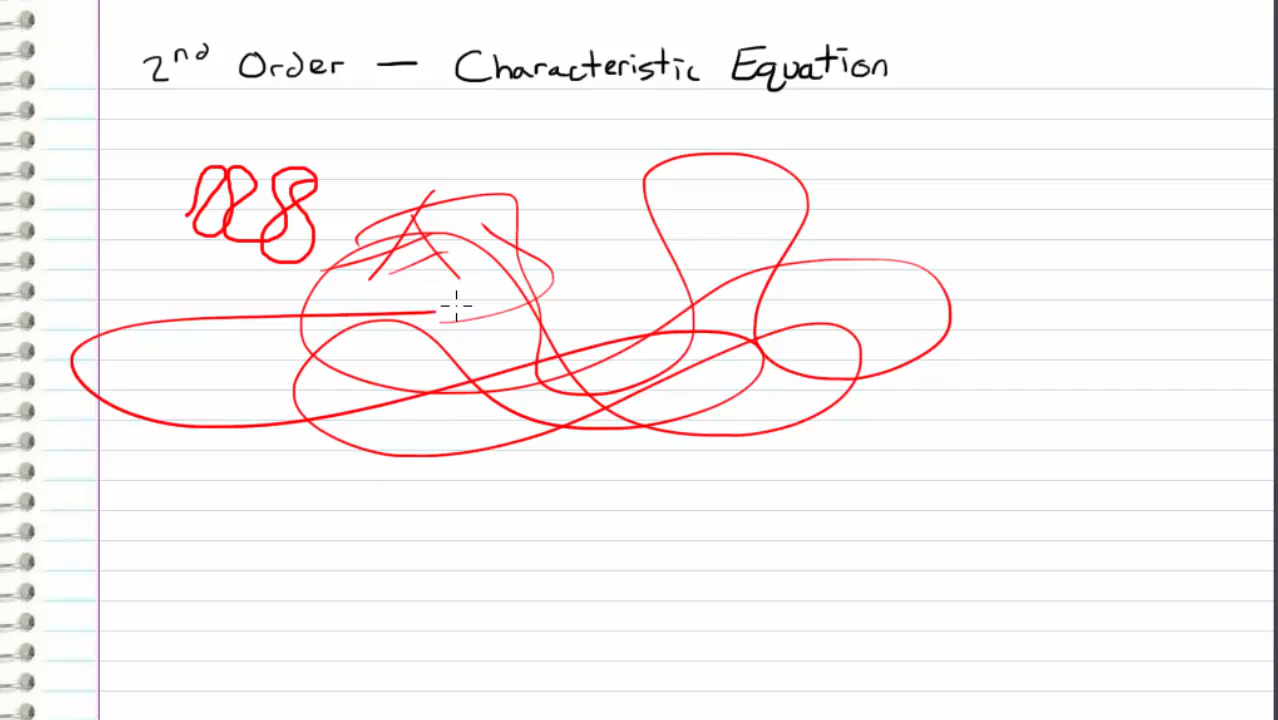 2nd Order — Characteristic Equation